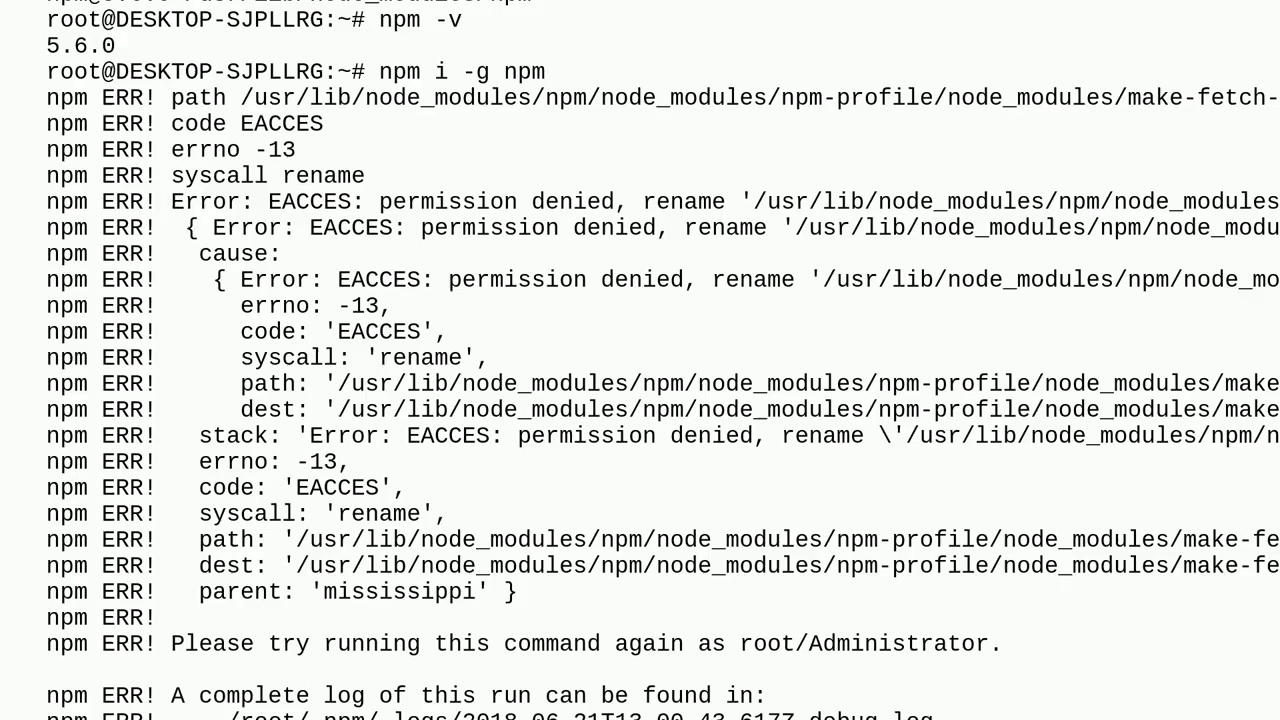 root@DESKTOP-SJPLLRG:~# npm -v
5.6.0
root@DESKTOP-SJPLLRG:~# npm i -g npm
npm ERR! path /usr/lib/node_modules/npm/node_modules/npm-profile/node_modules/make-fetch-
npm ERR! code EACCES
npm ERR! errno -13
npm ERR! syscall rename
npm ERR! Error: EACCES: permission denied, rename '/usr/lib/node_modules/npm/node_modules
npm ERR!  { Error: EACCES: permission denied, rename '/usr/lib/node_modules/npm/node_modu
npm ERR!   cause:
npm ERR!    { Error: EACCES: permission denied, rename '/usr/lib/node_modules/npm/node_mo
npm ERR!      errno: -13,
npm ERR!      code: 'EACCES',
npm ERR!      syscall: 'rename',
npm ERR!      path: '/usr/lib/node_modules/npm/node_modules/npm-profile/node_modules/make
npm ERR!      dest: '/usr/lib/node_modules/npm/node_modules/npm-profile/node_modules/make
npm ERR!   stack: 'Error: EACCES: permission denied, rename \'/usr/lib/node_modules/npm/n
npm ERR!   errno: -13,
npm ERR!   code: 'EACCES',
npm ERR!   syscall: 'rename',
npm ERR!   path: '/usr/lib/node_modules/npm/node_modules/npm-profile/node_modules/make-fe
npm ERR!   dest: '/usr/lib/node_modules/npm/node_modules/npm-profile/node_modules/make-fe
npm ERR!   parent: 'mississippi' }
npm ERR!
npm ERR! Please try running this command again as root/Administrator.
npm ERR! A complete log of this run can be found in:
npm ERR!